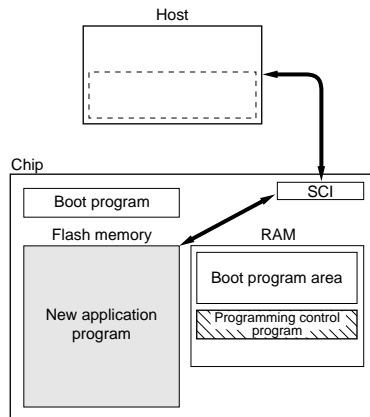 Host
Chip
SCI
Boot program
Flash memory
RAM
Boot program area
New application
program
Programming control
program